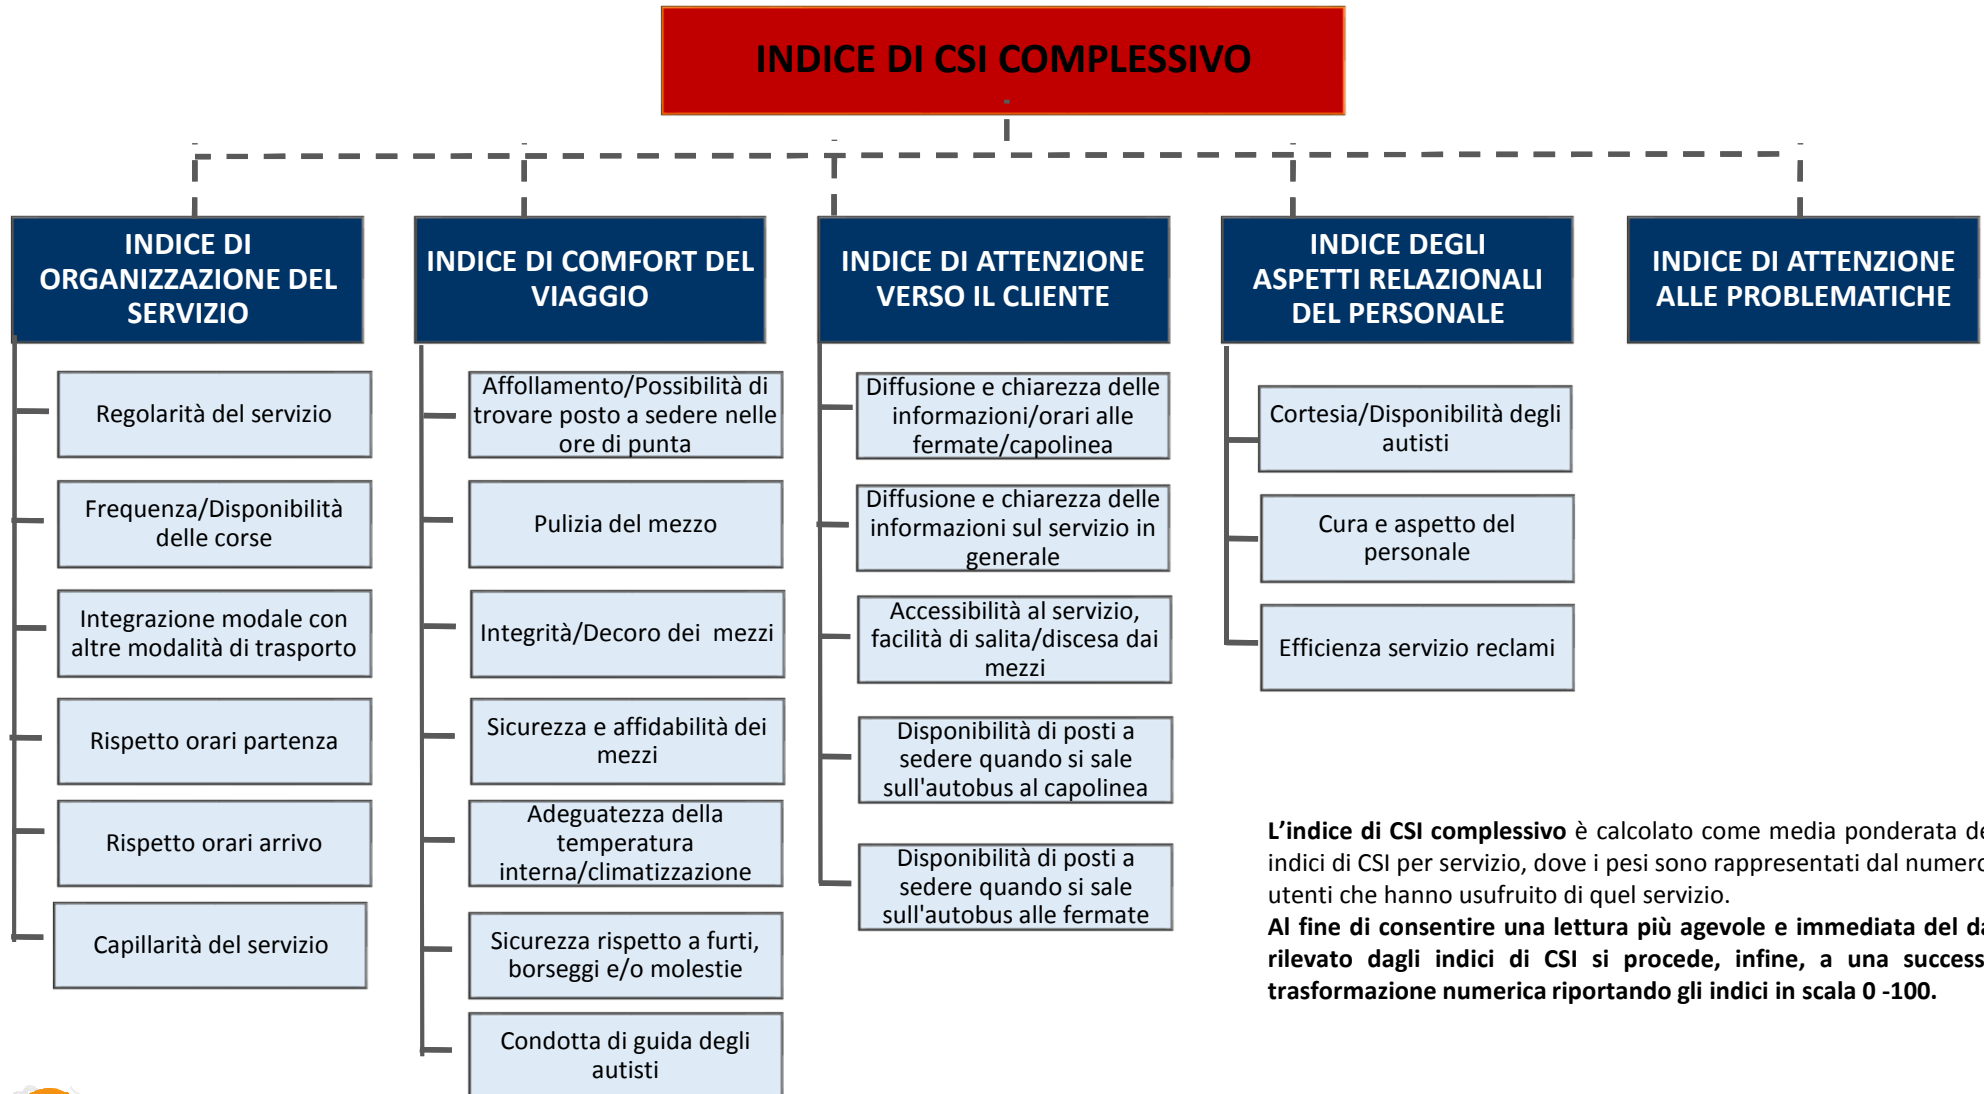 INDICE DI CSI COMPLESSIVO
INDICE DI
ORGANIZZAZIONE DEL
SERVIZIO
Regolarità del servizio
Frequenza/Disponibilità
delle corse
Integrazione modale con
altre modalità di trasporto
Rispetto orari partenza
Rispetto orari arrivo
Capillarità del servizio
INDICE DI COMFORT DEL
VIAGGIO
Affollamento/Possibilità di
trovare posto a sedere nelle
ore di punta
Pulizia del mezzo
Integrità/Decoro dei mezzi
Sicurezza e affidabilità dei
mezzi
Adeguatezza della
temperatura
interna/climatizzazione
Sicurezza rispetto a furti,
borseggi e/o molestie
Condotta di guida degli
autisti
INDICE DI ATTENZIONE
VERSO IL CLIENTE
Diffusione e chiarezza delle
informazioni/orari alle
fermate/capolinea
Diffusione e chiarezza delle
informazioni sul servizio in
generale
Accessibilità al servizio,
facilità di salita/discesa dai
mezzi
Disponibilità di posti a
sedere quando si sale
sull'autobus al capolinea
Disponibilità di posti a
sedere quando si sale
sull'autobus alle fermate
INDICE DEGLI
ASPETTI RELAZIONALI
DEL PERSONALE
Cortesia/Disponibilità degli
autisti
Cura e aspetto del
personale
Efficienza servizio reclami
INDICE DI ATTENZIONE
ALLE PROBLEMATICHE
L'indice di CSI complessivo è calcolato come media ponderata
indici di CSI per servizio, dove i pesi sono rappresentati dal numero
utenti che hanno usufruito di quel servizio.
Al fine di consentire una lettura più agevole e immediata del
rilevato dagli indici di CSI si procede, infine, a una
trasformazione numerica riportando gli indici in scala 0 -100.